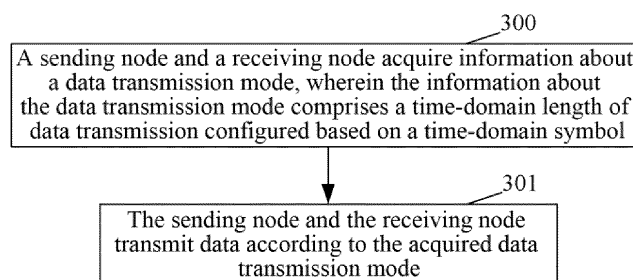 300
A sending node and a receiving node acquire information about
a data transmission mode, wherein the information about
the data transmission mode comprises a time-domain length of
data transmission configured based on a time-domain symbol
301
The sending node and the receiving node
transmit data according to the acquired data
transmission mode